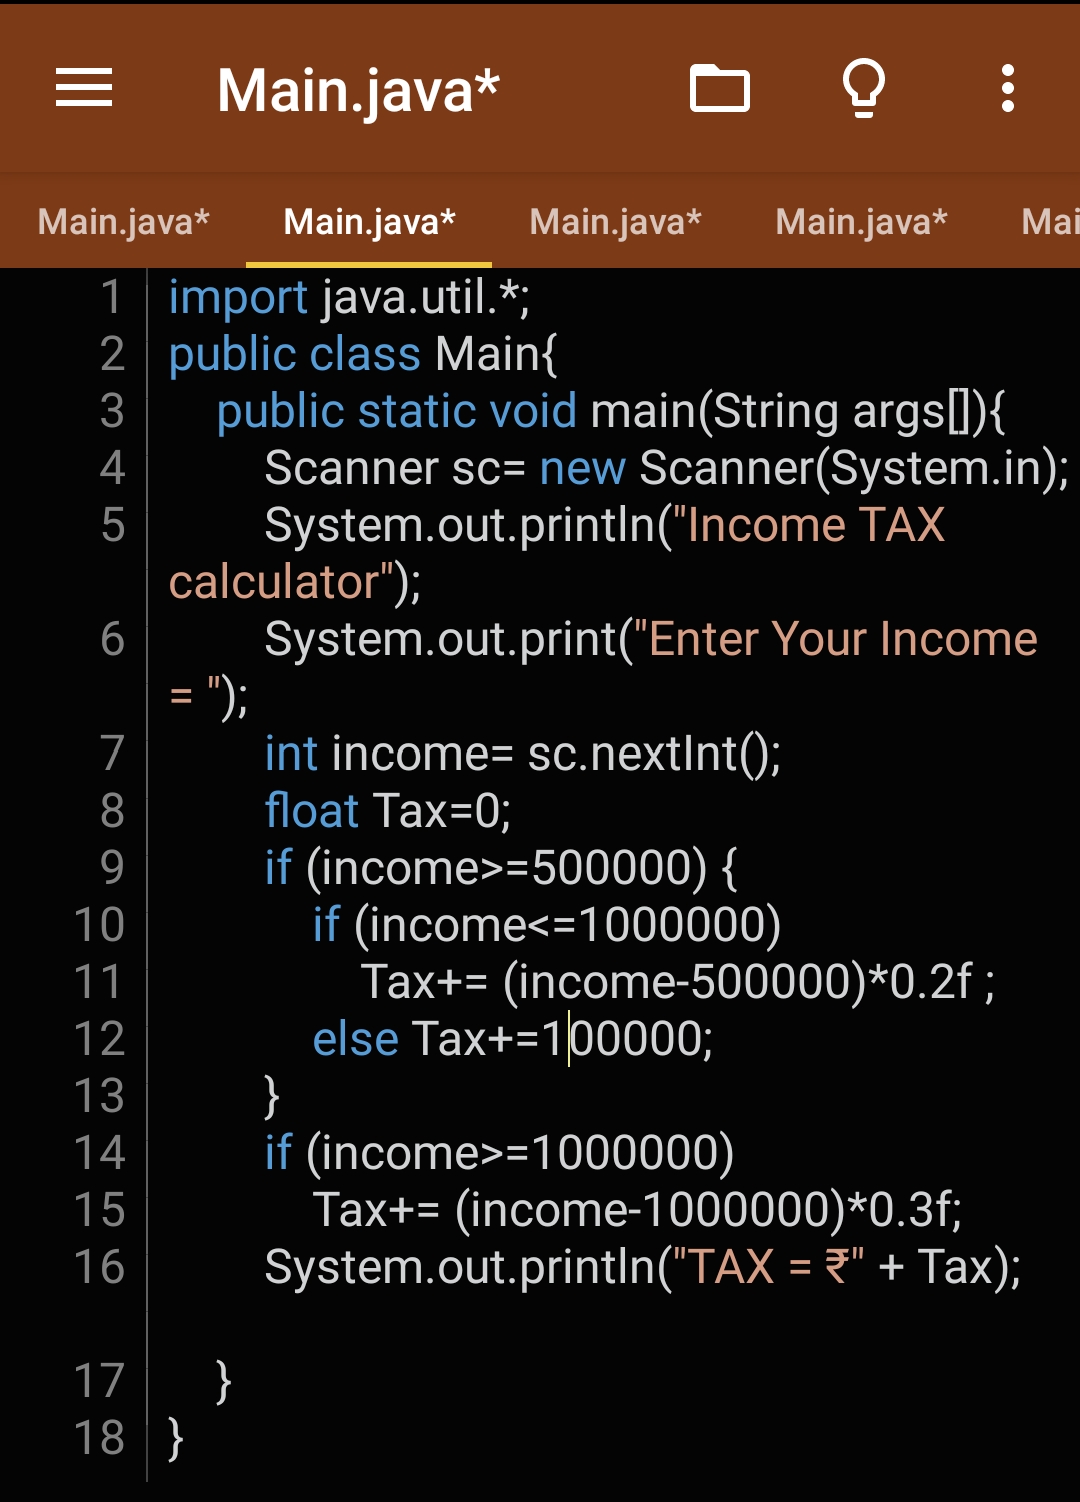 Main.java*
Main.java* Main.java* Main.java* Main.java* Mai
1 import java.util.*;
2 public class Main{
3 public static void main(String args[]){
4 Scanner sc= new Scanner(System.in);
5 System.out.println("Income TAX
calculator");
6 System.out.print("Enter Your Income
= ");
7 int income= sc.nextInt();
8 float Tax=0;
9 if (income>=500000) {
10 if (income<=1000000)
11 Tax+= (income-500000)*0.2f ;
12 else Tax+=100000;
13 }
14 if (income>=1000000)
15 Tax+= (income-1000000)*0.3f;
16 System.out.println("TAX = ₹" + Tax);
17 }
18 }